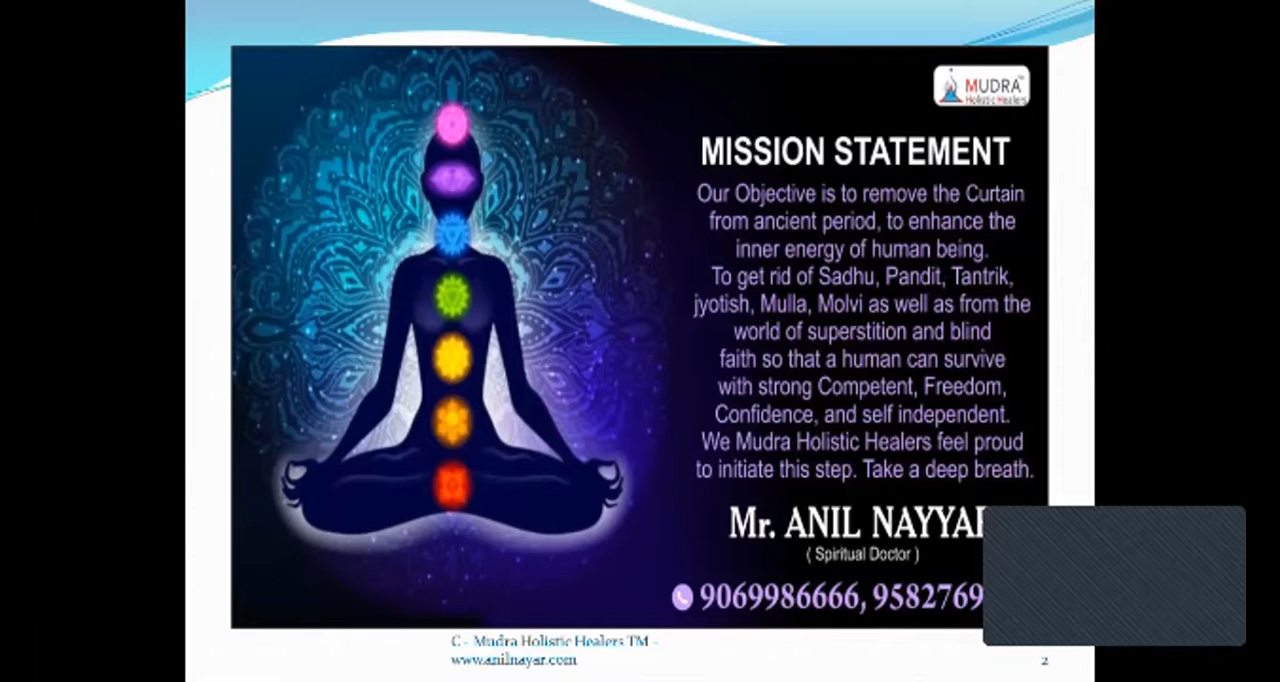 MUDRA
Holistic Healers
MISSION STATEMENT
Our Objective is to remove the Curtain
from ancient period, to enhance the
inner energy of human being.
To get rid of Sadhu, Pandit, Tantrik,
jyotish, Mulla, Molvi as well as from the
world of superstition and blind
faith so that a human can survive
with strong Competent, Freedom,
Confidence, and self independent.
We Mudra Holistic Healers feel proud
to initiate this step. Take a deep breath.
Mr. ANIL
( Spiritual Doctor )
9069986666, 9582769
C - Mudra Holistic Healers TM -
www.anilnayar.com
2